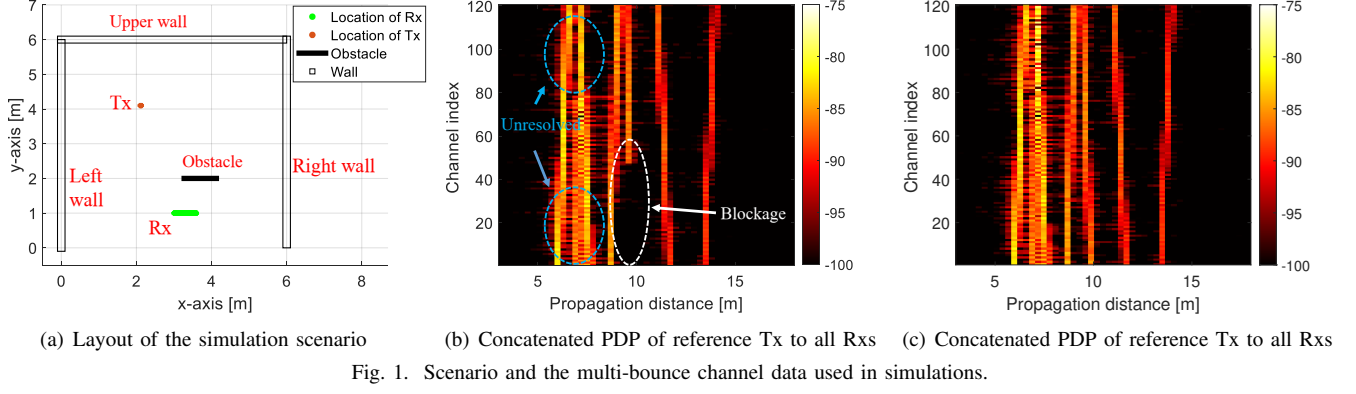 7
6
5
4
3
2
1
0
y-axis [m]
0
2
4
6
8
x-axis [m]
Upper wall
Tx
Obstacle
Left
wall
Right wall
Rx
Location of Rx
Location of Tx
Obstacle
Wall
(a) Layout of the simulation scenario
120
100
80
60
40
20
Channel index
5
10
15
Propagation distance [m]
Unresolved
Blockage
-75
-80
-85
-90
-95
-100
(b) Concatenated PDP of reference Tx to all Rxs
120
100
80
60
40
20
Channel index
5
10
15
Propagation distance [m]
-75
-80
-85
-90
-95
-100
(c) Concatenated PDP of reference Tx to all Rxs
Fig. 1. Scenario and the multi-bounce channel data used in simulations.